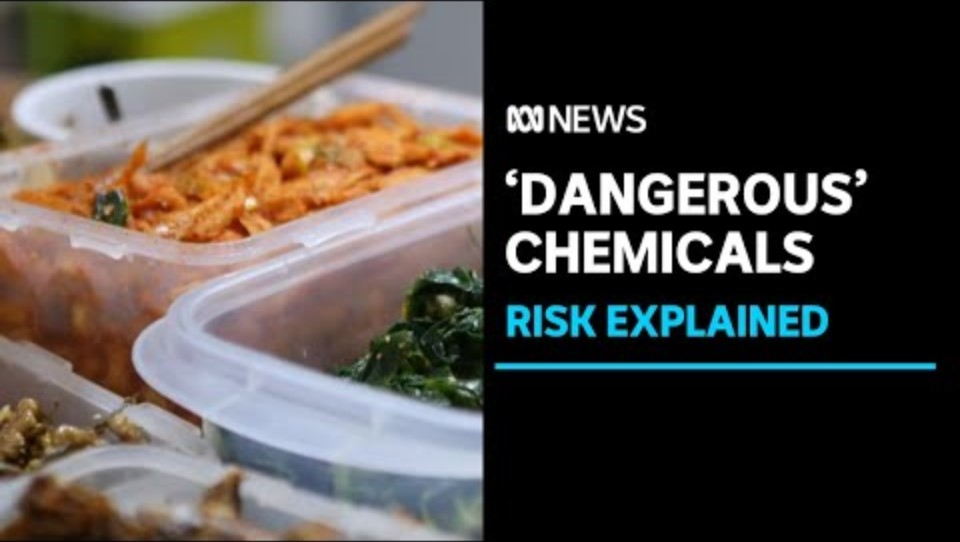 ABC NEWS
‘DANGEROUS’
CHEMICALS
RISK EXPLAINED